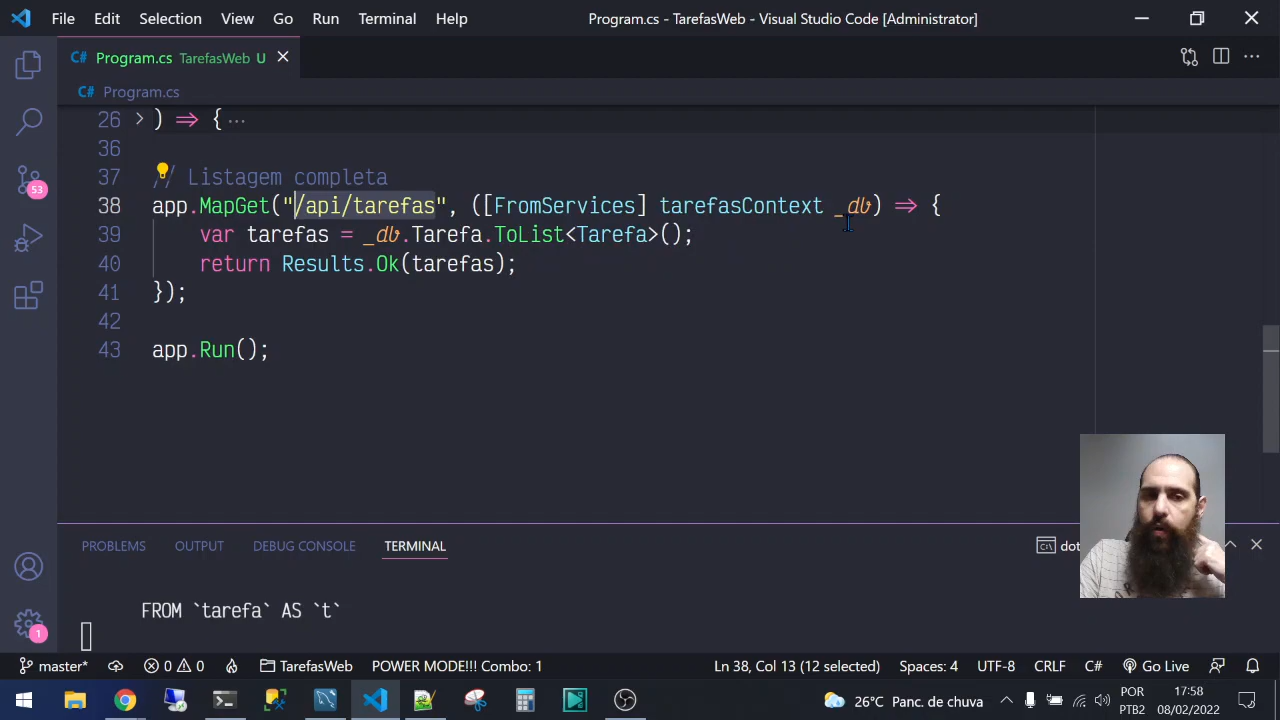 File Edit Selection View Go Run Terminal Help Program.cs - TarefasWeb - Visual Studio Code [Administrator]
C# Program.cs TarefasWeb U
C# Program.cs
26 ) => { ...
36
37 // Listagem completa
38 app.MapGet("/api/tarefas", ([FromServices] tarefasContext _db) => {
39 var tarefas = _db.Tarefa.ToList<Tarefa>();
40 return Results.Ok(tarefas);
41 });
42
43 app.Run();
53
PROBLEMS OUTPUT DEBUG CONSOLE TERMINAL dot
FROM `tarefa` AS `t`
1
master* 0 0 TarefasWeb POWER MODE!!! Combo: 1 Ln 38, Col 13 (12 selected) Spaces: 4 UTF-8 CRLF C# Go Live
26°C Panc. de chuva POR 17:58
PTB2 08/02/2022